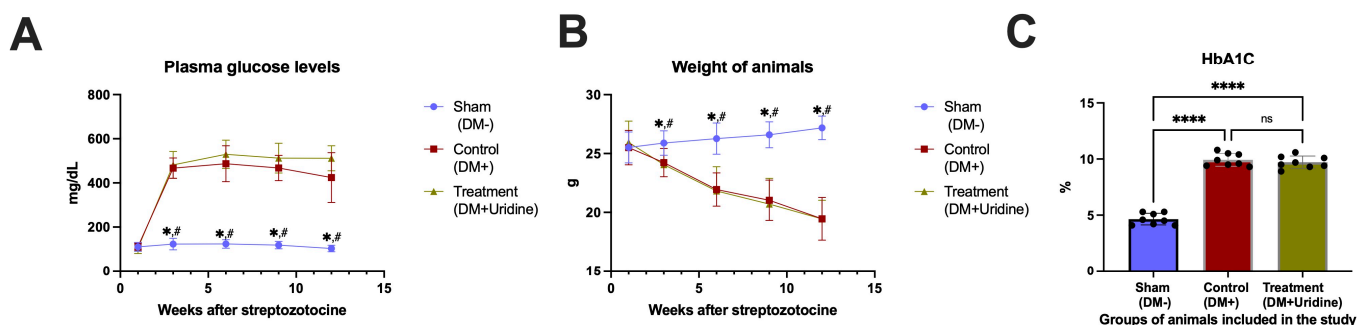 A
Plasma glucose levels
800
600
400
200
0
mg/dL
*,#
*,#
*,#
*,#
0
5
10
15
Weeks after streptozotocine
Sham
(DM-)
Control
(DM+)
Treatment
(DM+Uridine)
B
Weight of animals
30
25
20
15
g
*,#
*,#
*,#
*,#
0
5
10
15
Weeks after streptozotocine
Sham
(DM-)
Control
(DM+)
Treatment
(DM+Uridine)
C
HbA1C
****
****
ns
15
10
5
0
%
Sham
(DM-)
Control
(DM+)
Treatment
(DM+Uridine)
Groups of animals included in the study